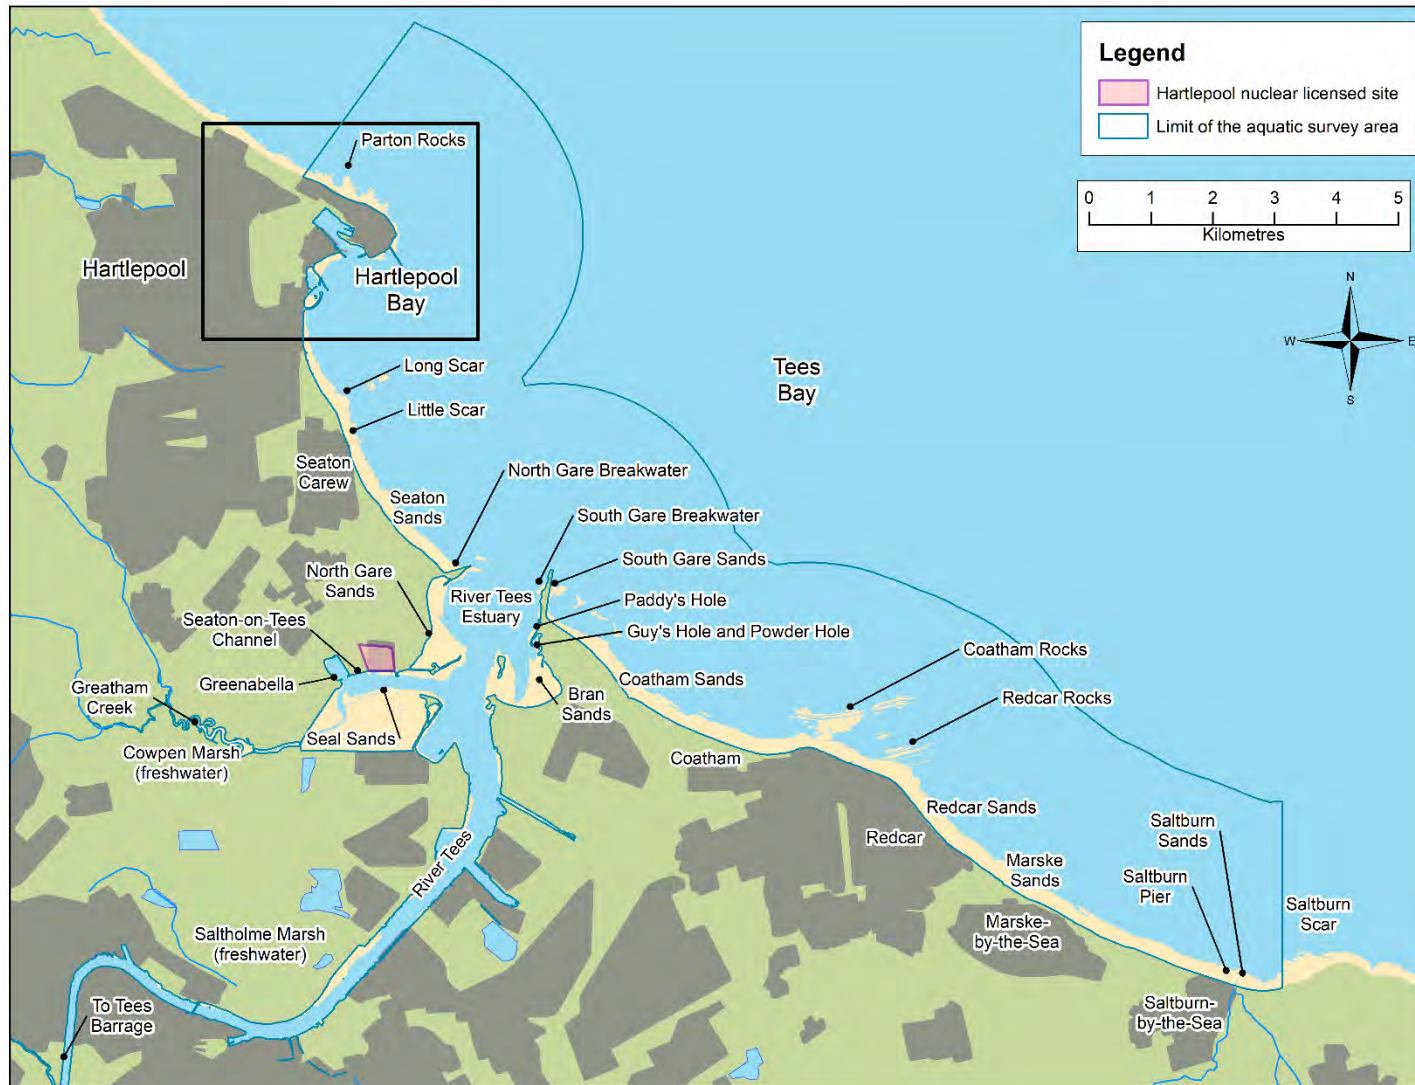 Legend
Hartlepool nuclear licensed site
Limit of the aquatic survey area
0 1 2 3 4 5
Kilometres
N
W E
S
Parton Rocks
Hartlepool
Hartlepool
Bay
Long Scar
Little Scar
Tees
Bay
Seaton
Carew
Seaton
Sands
North Gare Breakwater
South Gare Breakwater
South Gare Sands
North Gare
Sands
River Tees
Estuary
Paddy's Hole
Guy's Hole and Powder Hole
Seaton-on-Tees
Channel
Greenabella
Greatham
Creek
Cowpen Marsh
(freshwater)
Seal Sands
Bran
Sands
Coatham Sands
Coatham Rocks
Redcar Rocks
Coatham
Redcar Sands
Redcar
River Tees
Marske
Sands
Saltburn
Sands
Saltburn
Pier
Saltburn
Scar
Marske-
by-the-Sea
Saltholme Marsh
(freshwater)
Saltburn-
by-the-Sea
To Tees
Barrage